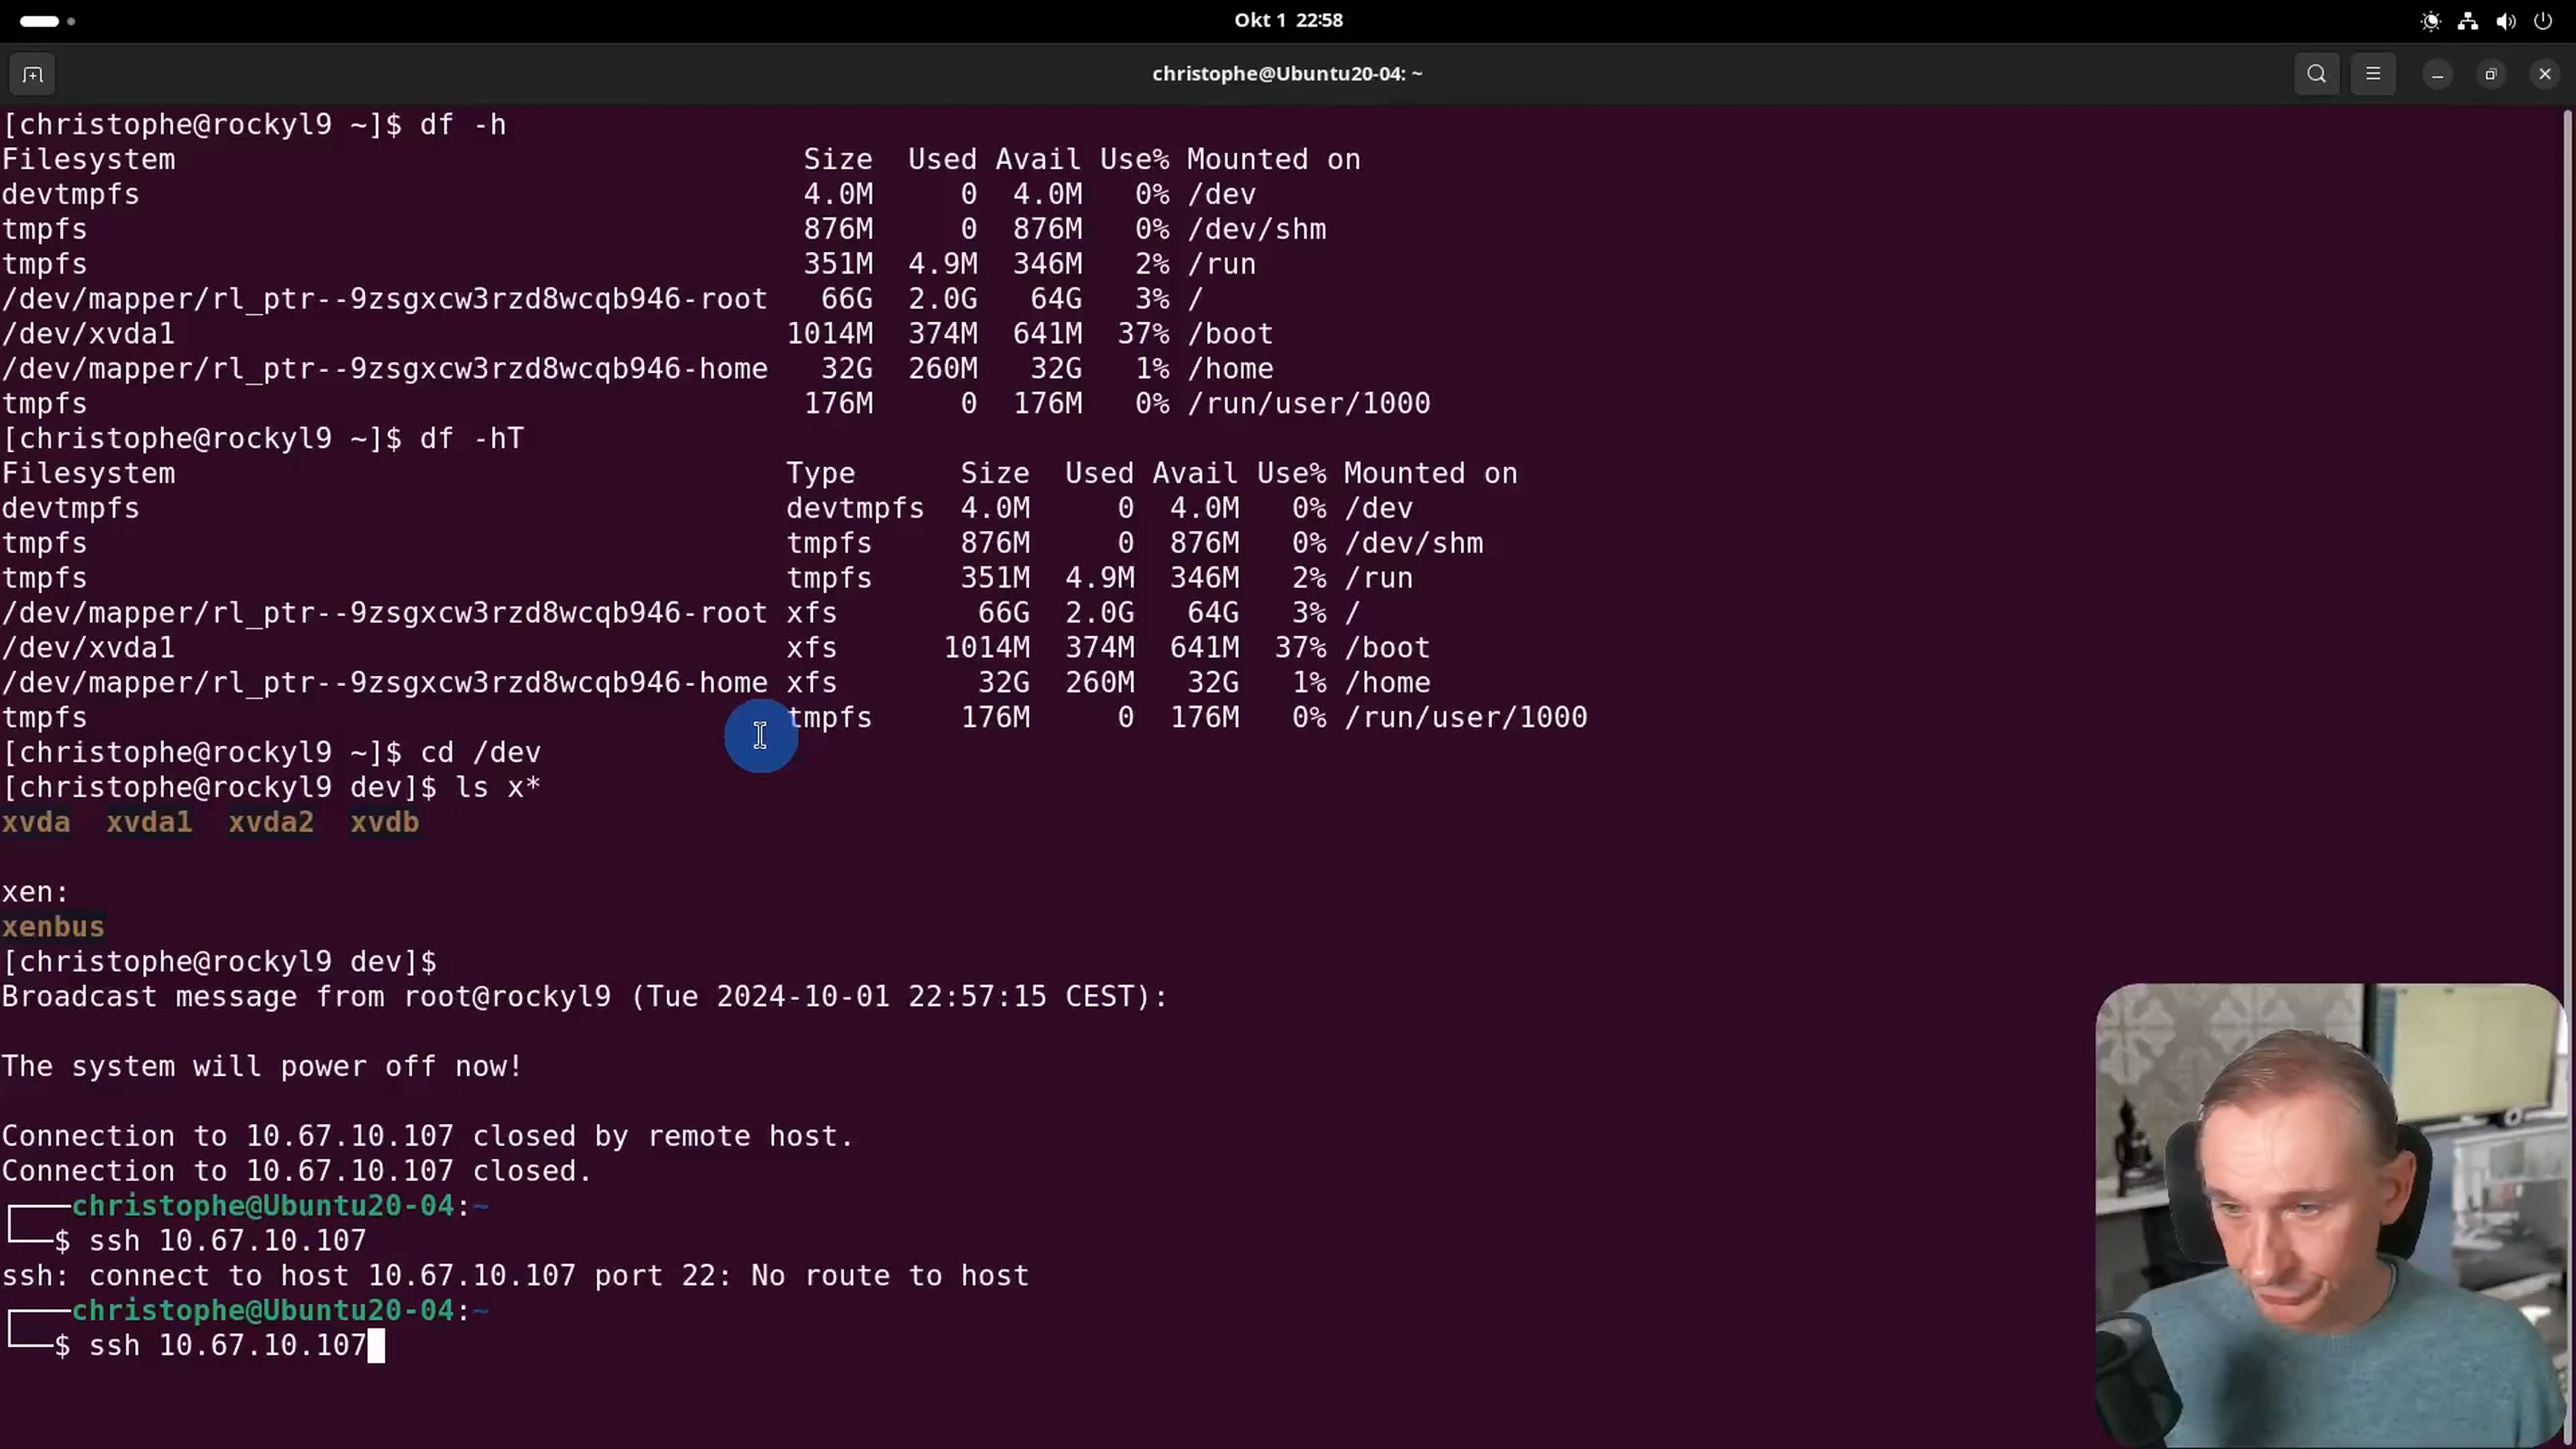 Okt 1 22:58
christophe@Ubuntu20-04: ~
[christophe@rockyl9 ~]$ df -h
Filesystem Size Used Avail Use% Mounted on
devtmpfs 4.0M 0 4.0M 0% /dev
tmpfs 876M 0 876M 0% /dev/shm
tmpfs 351M 4.9M 346M 2% /run
/dev/mapper/rl_ptr--9zsgxcw3rzd8wcqb946-root 66G 2.0G 64G 3% /
/dev/xvda1 1014M 374M 641M 37% /boot
/dev/mapper/rl_ptr--9zsgxcw3rzd8wcqb946-home 32G 260M 32G 1% /home
tmpfs 176M 0 176M 0% /run/user/1000
[christophe@rockyl9 ~]$ df -hT
Filesystem Type Size Used Avail Use% Mounted on
devtmpfs devtmpfs 4.0M 0 4.0M 0% /dev
tmpfs tmpfs 876M 0 876M 0% /dev/shm
tmpfs tmpfs 351M 4.9M 346M 2% /run
/dev/mapper/rl_ptr--9zsgxcw3rzd8wcqb946-root xfs 66G 2.0G 64G 3% /
/dev/xvda1 xfs 1014M 374M 641M 37% /boot
/dev/mapper/rl_ptr--9zsgxcw3rzd8wcqb946-home xfs 32G 260M 32G 1% /home
tmpfs tmpfs 176M 0 176M 0% /run/user/1000
[christophe@rockyl9 ~]$ cd /dev
[christophe@rockyl9 dev]$ ls x*
xvda xvda1 xvda2 xvdb
xen:
xenbus
[christophe@rockyl9 dev]$
Broadcast message from root@rockyl9 (Tue 2024-10-01 22:57:15 CEST):
The system will power off now!
Connection to 10.67.10.107 closed by remote host.
Connection to 10.67.10.107 closed.
christophe@Ubuntu20-04:~
$ ssh 10.67.10.107
ssh: connect to host 10.67.10.107 port 22: No route to host
christophe@Ubuntu20-04:~
$ ssh 10.67.10.107